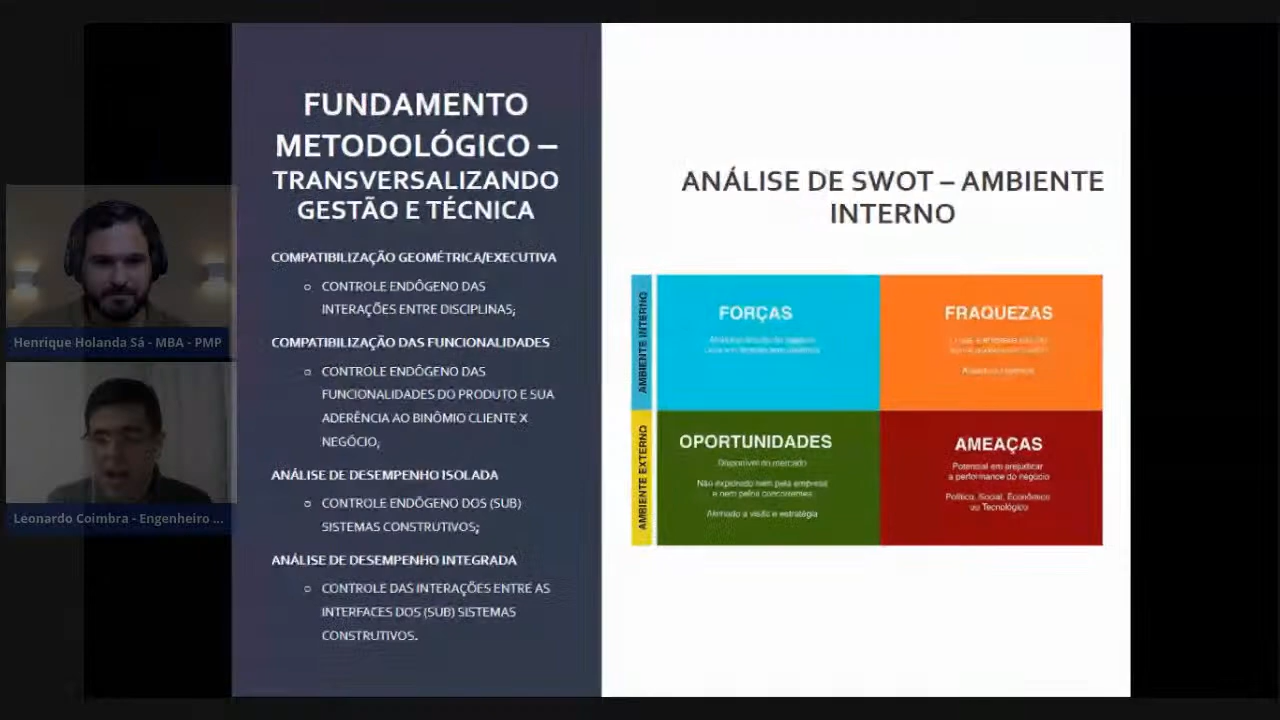 FUNDAMENTO
METODOLÓGICO –
TRANSVERSALIZANDO
GESTÃO E TÉCNICA
COMPATIBILIZAÇÃO GEOMÉTRICA/EXECUTIVA
○ CONTROLE ENDÔGENO DAS
INTERAÇÕES ENTRE DISCIPLINAS;
COMPATIBILIZAÇÃO DAS FUNCIONALIDADES
○ CONTROLE ENDÔGENO DAS
FUNCIONALIDADES DO PRODUTO E SUA
ADERÊNCIA AO BINÔMIO CLIENTE X
NEGÓCIO;
ANÁLISE DE DESEMPENHO ISOLADA
○ CONTROLE ENDÔGENO DOS (SUB)
SISTEMAS CONSTRUTIVOS;
ANÁLISE DE DESEMPENHO INTEGRADA
○ CONTROLE DAS INTERAÇÕES ENTRE AS
INTERFACES DOS (SUB) SISTEMAS
CONSTRUTIVOS.
ANÁLISE DE SWOT – AMBIENTE
INTERNO
AMBIENTE INTERNO
FORÇAS
FRAQUEZAS
AMBIENTE EXTERNO
OPORTUNIDADES
Disponível no mercado
Não explorado nem pela empresa
e nem pelos concorrentes
Alinhado a visão e estratégia
AMEAÇAS
Potencial em prejudicar
a performance do negócio
Político, Social, Econômico
ou Tecnológico
Henrique Holanda Sá - MBA - PMP
Leonardo Coimbra - Engenheiro ...